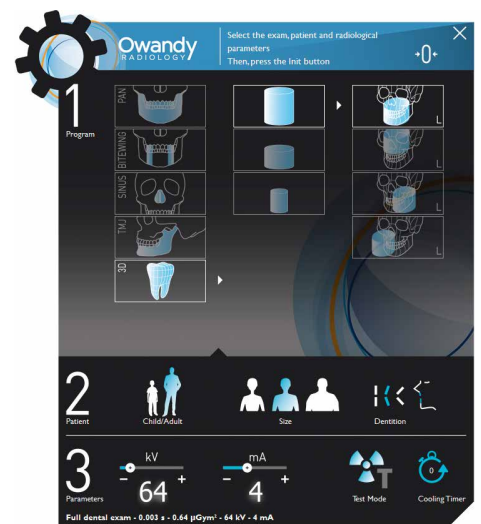 Owandy
RADIOLOGY
Select the exam,patient and radiological
parameters
Then,press the Init button
0
1
Program
PAN
BITEWING
SINUS
TMJ
3D
L
L
L
L
2
Patient
Child/Adult
Size
Dentition
3
Parameters
kV
- +
64
mA
- +
4
T
Test Mode
0
Cooling Timer
Full dental exam - 0.003 s - 0.64 µGym² - 64 kV - 4 mA